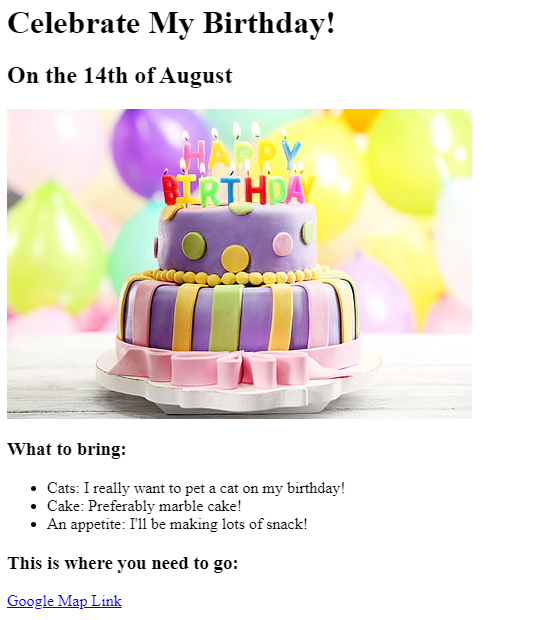 Celebrate My Birthday!
On the 14th of August
HAPPY
BIRTHDAY
What to bring:
Cats: I really want to pet a cat on my birthday!
Cake: Preferably marble cake!
An appetite: I'll be making lots of snack!
This is where you need to go:
Google Map Link